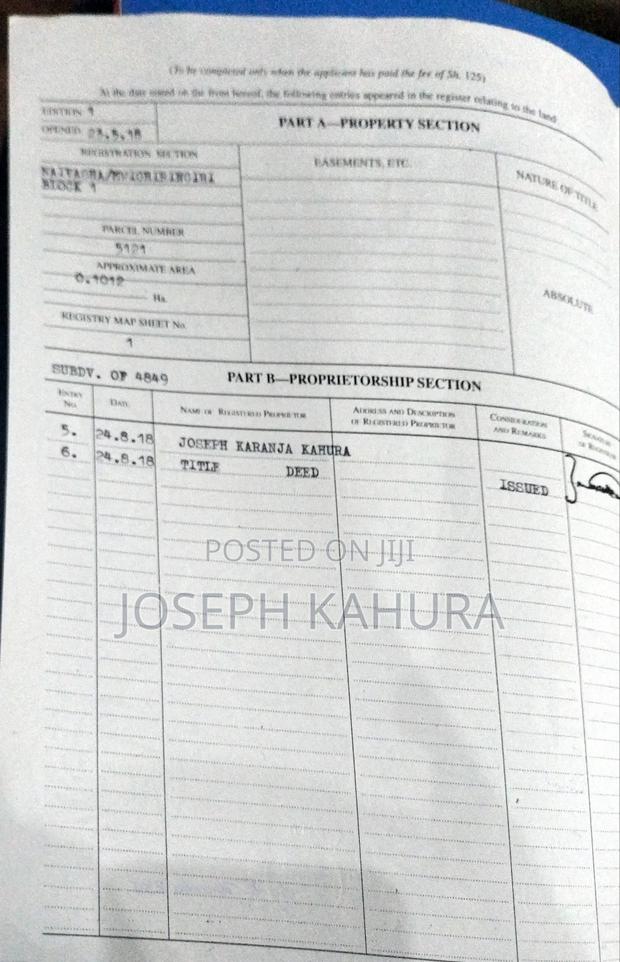 (To be completed only when the applicant has paid the fee of Sh. 125)
At the date stated on the front hereof, the following entries appeared in the register relating to the land
EDITION 1
OPENED 23.8.18
PART A—PROPERTY SECTION
REGISTRATION SECTION
BLOCK 1
EASEMENTS, ETC.
NATURE OF TITLE
PARCEL NUMBER
5121
APPROXIMATE AREA
0.1012
Ha.
ABSOLUTE
REGISTRY MAP SHEET No.
1
SUBDV. OF 4849
PART B—PROPRIETORSHIP SECTION
ENTRY No.
DATE
NAME OF REGISTERED PROPRIETOR
ADDRESS AND DESCRIPTION OF REGISTERED PROPRIETOR
CONSIDERATION AND REMARKS
5. 24.8.18 JOSEPH KARANJA KAHURA
6. 24.8.18 TITLE DEED ISSUED
POSTED ON JIJI
JOSEPH KAHURA